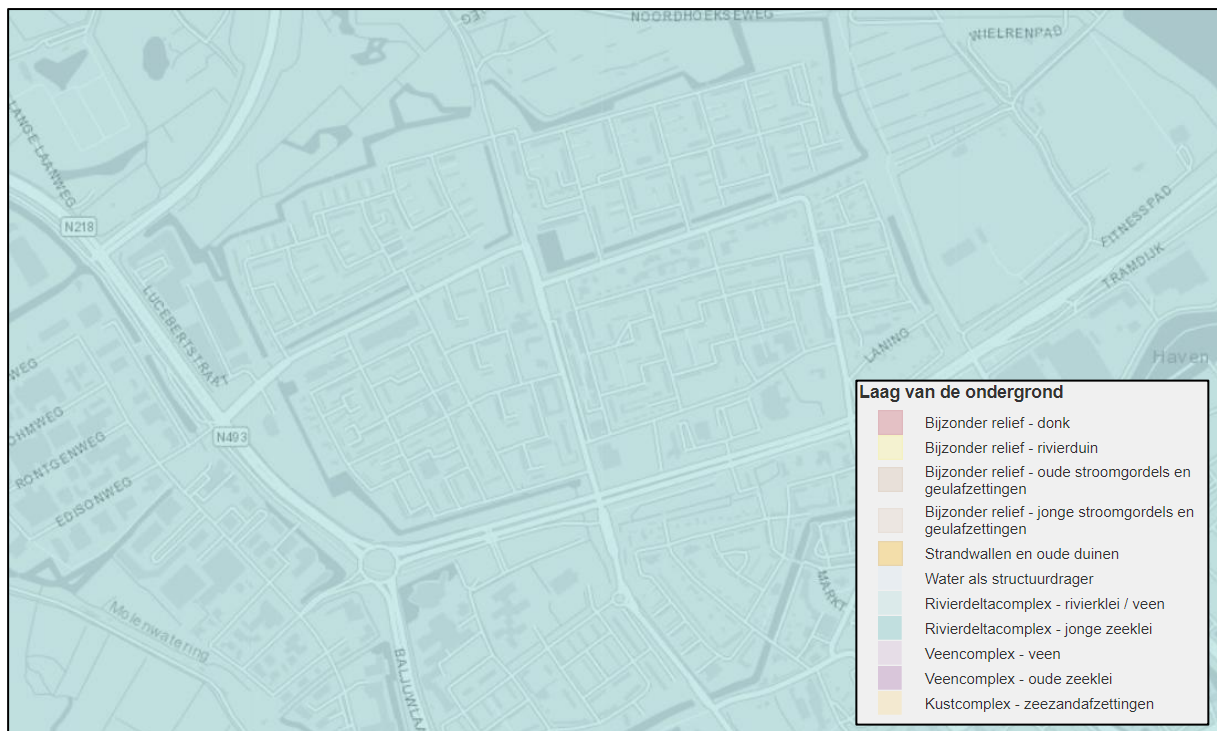 NOORDHOEKSEWEG
WIELRENPAD
LANGE LAANWEG
N218
FITNESSPAD
TRAMDIJK
LUCEBERTSTRAAT
LANING
Haven
WEG
OHMWEG
N493
RONTGENWEG
EDISONWEG
Molenwatering
MARKT
BALJUWLAA
Laag van de ondergrond
Bijzonder relief - donk
Bijzonder relief - rivierduin
Bijzonder relief - oude stroomgordels en
geulafzettingen
Bijzonder relief - jonge stroomgordels en
geulafzettingen
Strandwallen en oude duinen
Water als structuurdrager
Rivierdeltacomplex - rivierklei / veen
Rivierdeltacomplex - jonge zeeklei
Veencomplex - veen
Veencomplex - oude zeeklei
Kustcomplex - zeezandafzettingen